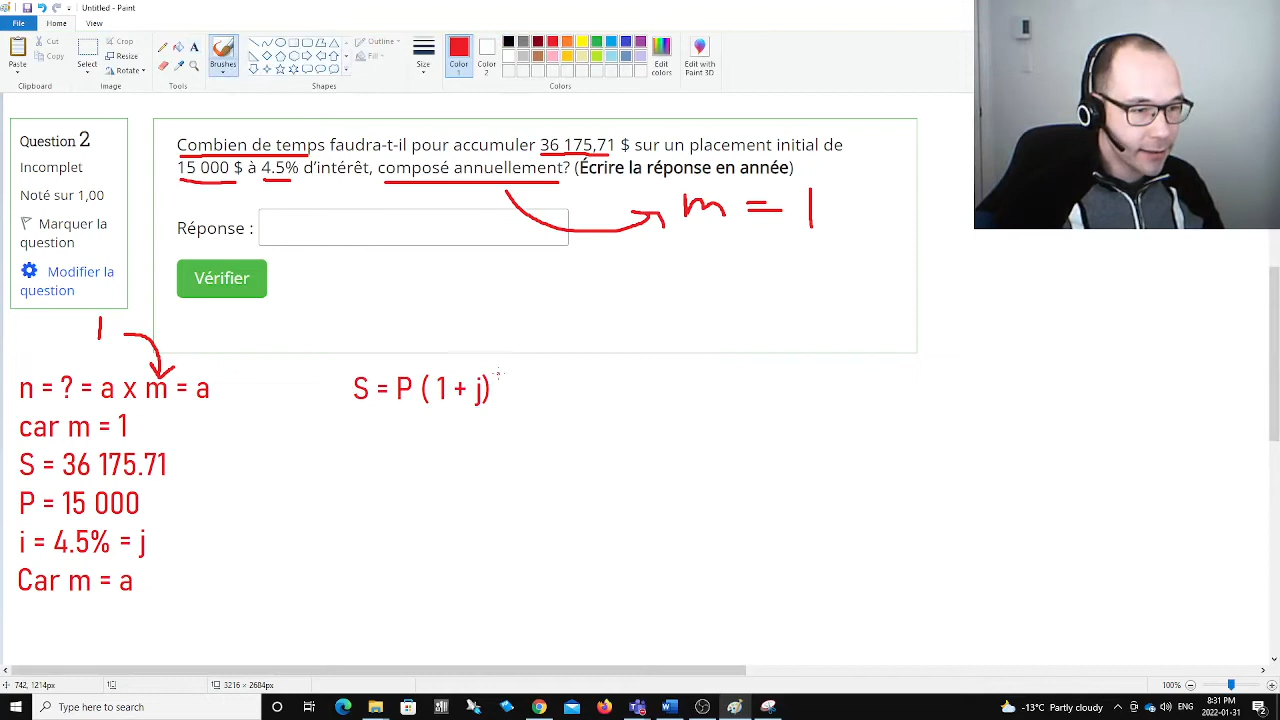 Untitled - Paint
File Home View
Paste
Cut
Copy
Clipboard
Select
Crop
Resize
Rotate
Image
Tools
Brushes
Shapes
Outline
Fill
Size
Color 1
Color 2
Colors
Edit colors
Edit with Paint 3D
Question 2
Incomplet
Noté sur 1,00
Marquer la question
Modifier la question
Combien de temps faudra-t-il pour accumuler 36 175,71 $ sur un placement initial de
15 000 $ à 4.5% d'intérêt, composé annuellement? (Écrire la réponse en année)
m = 1
Réponse :
Vérifier
1
n = ? = a x m = a
car m = 1
S = 36 175.71
P = 15 000
i = 4.5% = j
Car m = a
S = P ( 1 + j)
742, 1214px
3216 × 2604px
100%
Type here to search
-13°C Partly cloudy
8:31 PM
2022-01-31
2